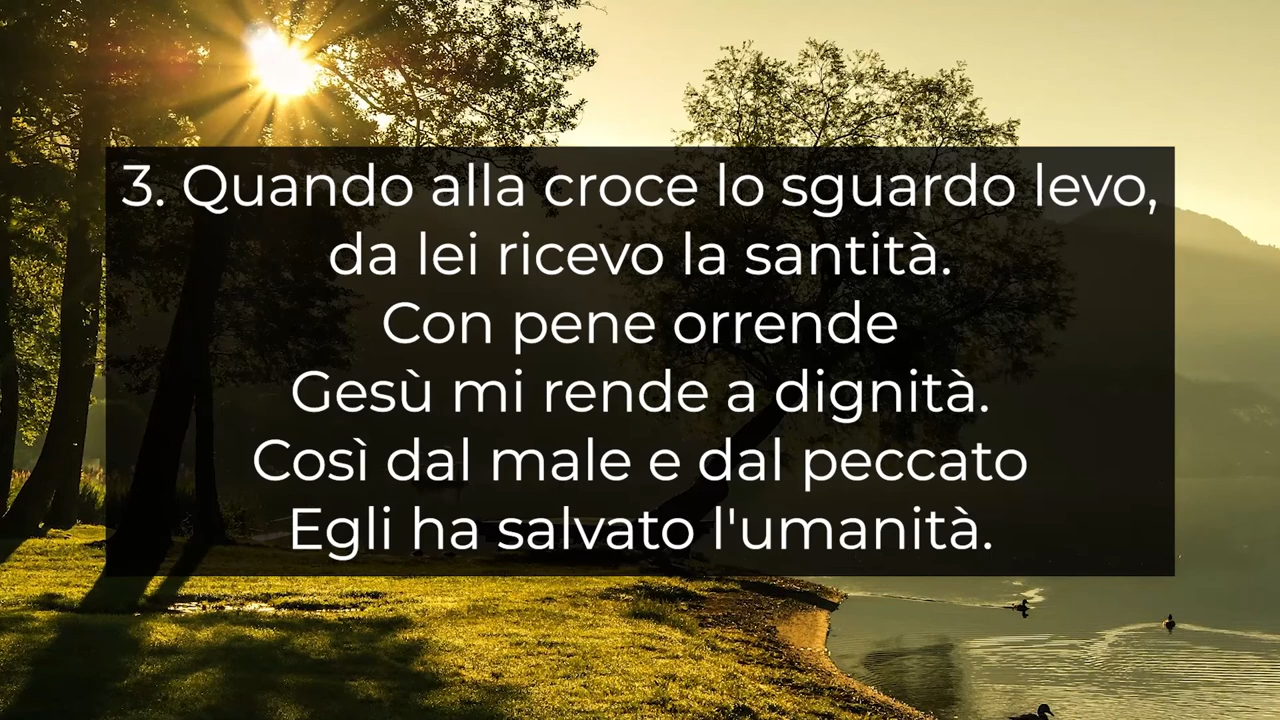 3. Quando alla croce lo sguardo levo,
da lei ricevo la santità.
Con pene orrende
Gesù mi rende a dignità.
Così dal male e dal peccato
Egli ha salvato l'umanità.